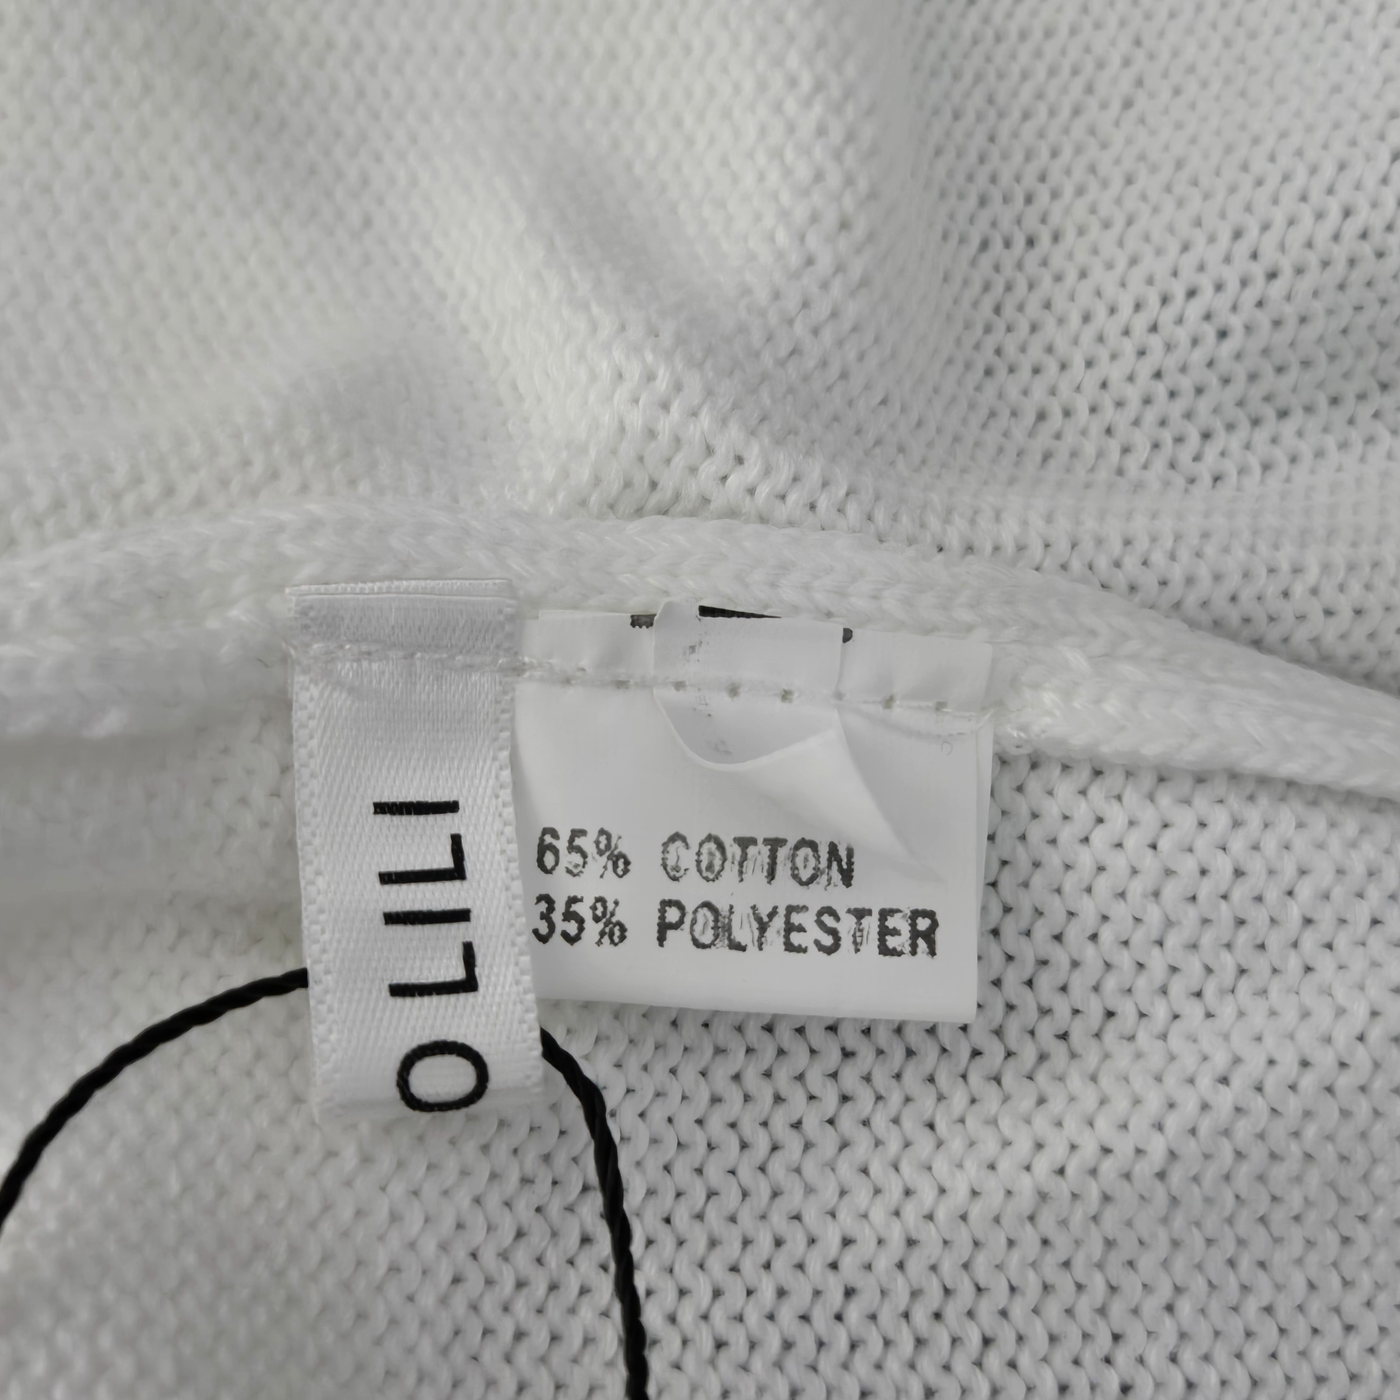 O LILI
65% COTTON
35% POLYESTER